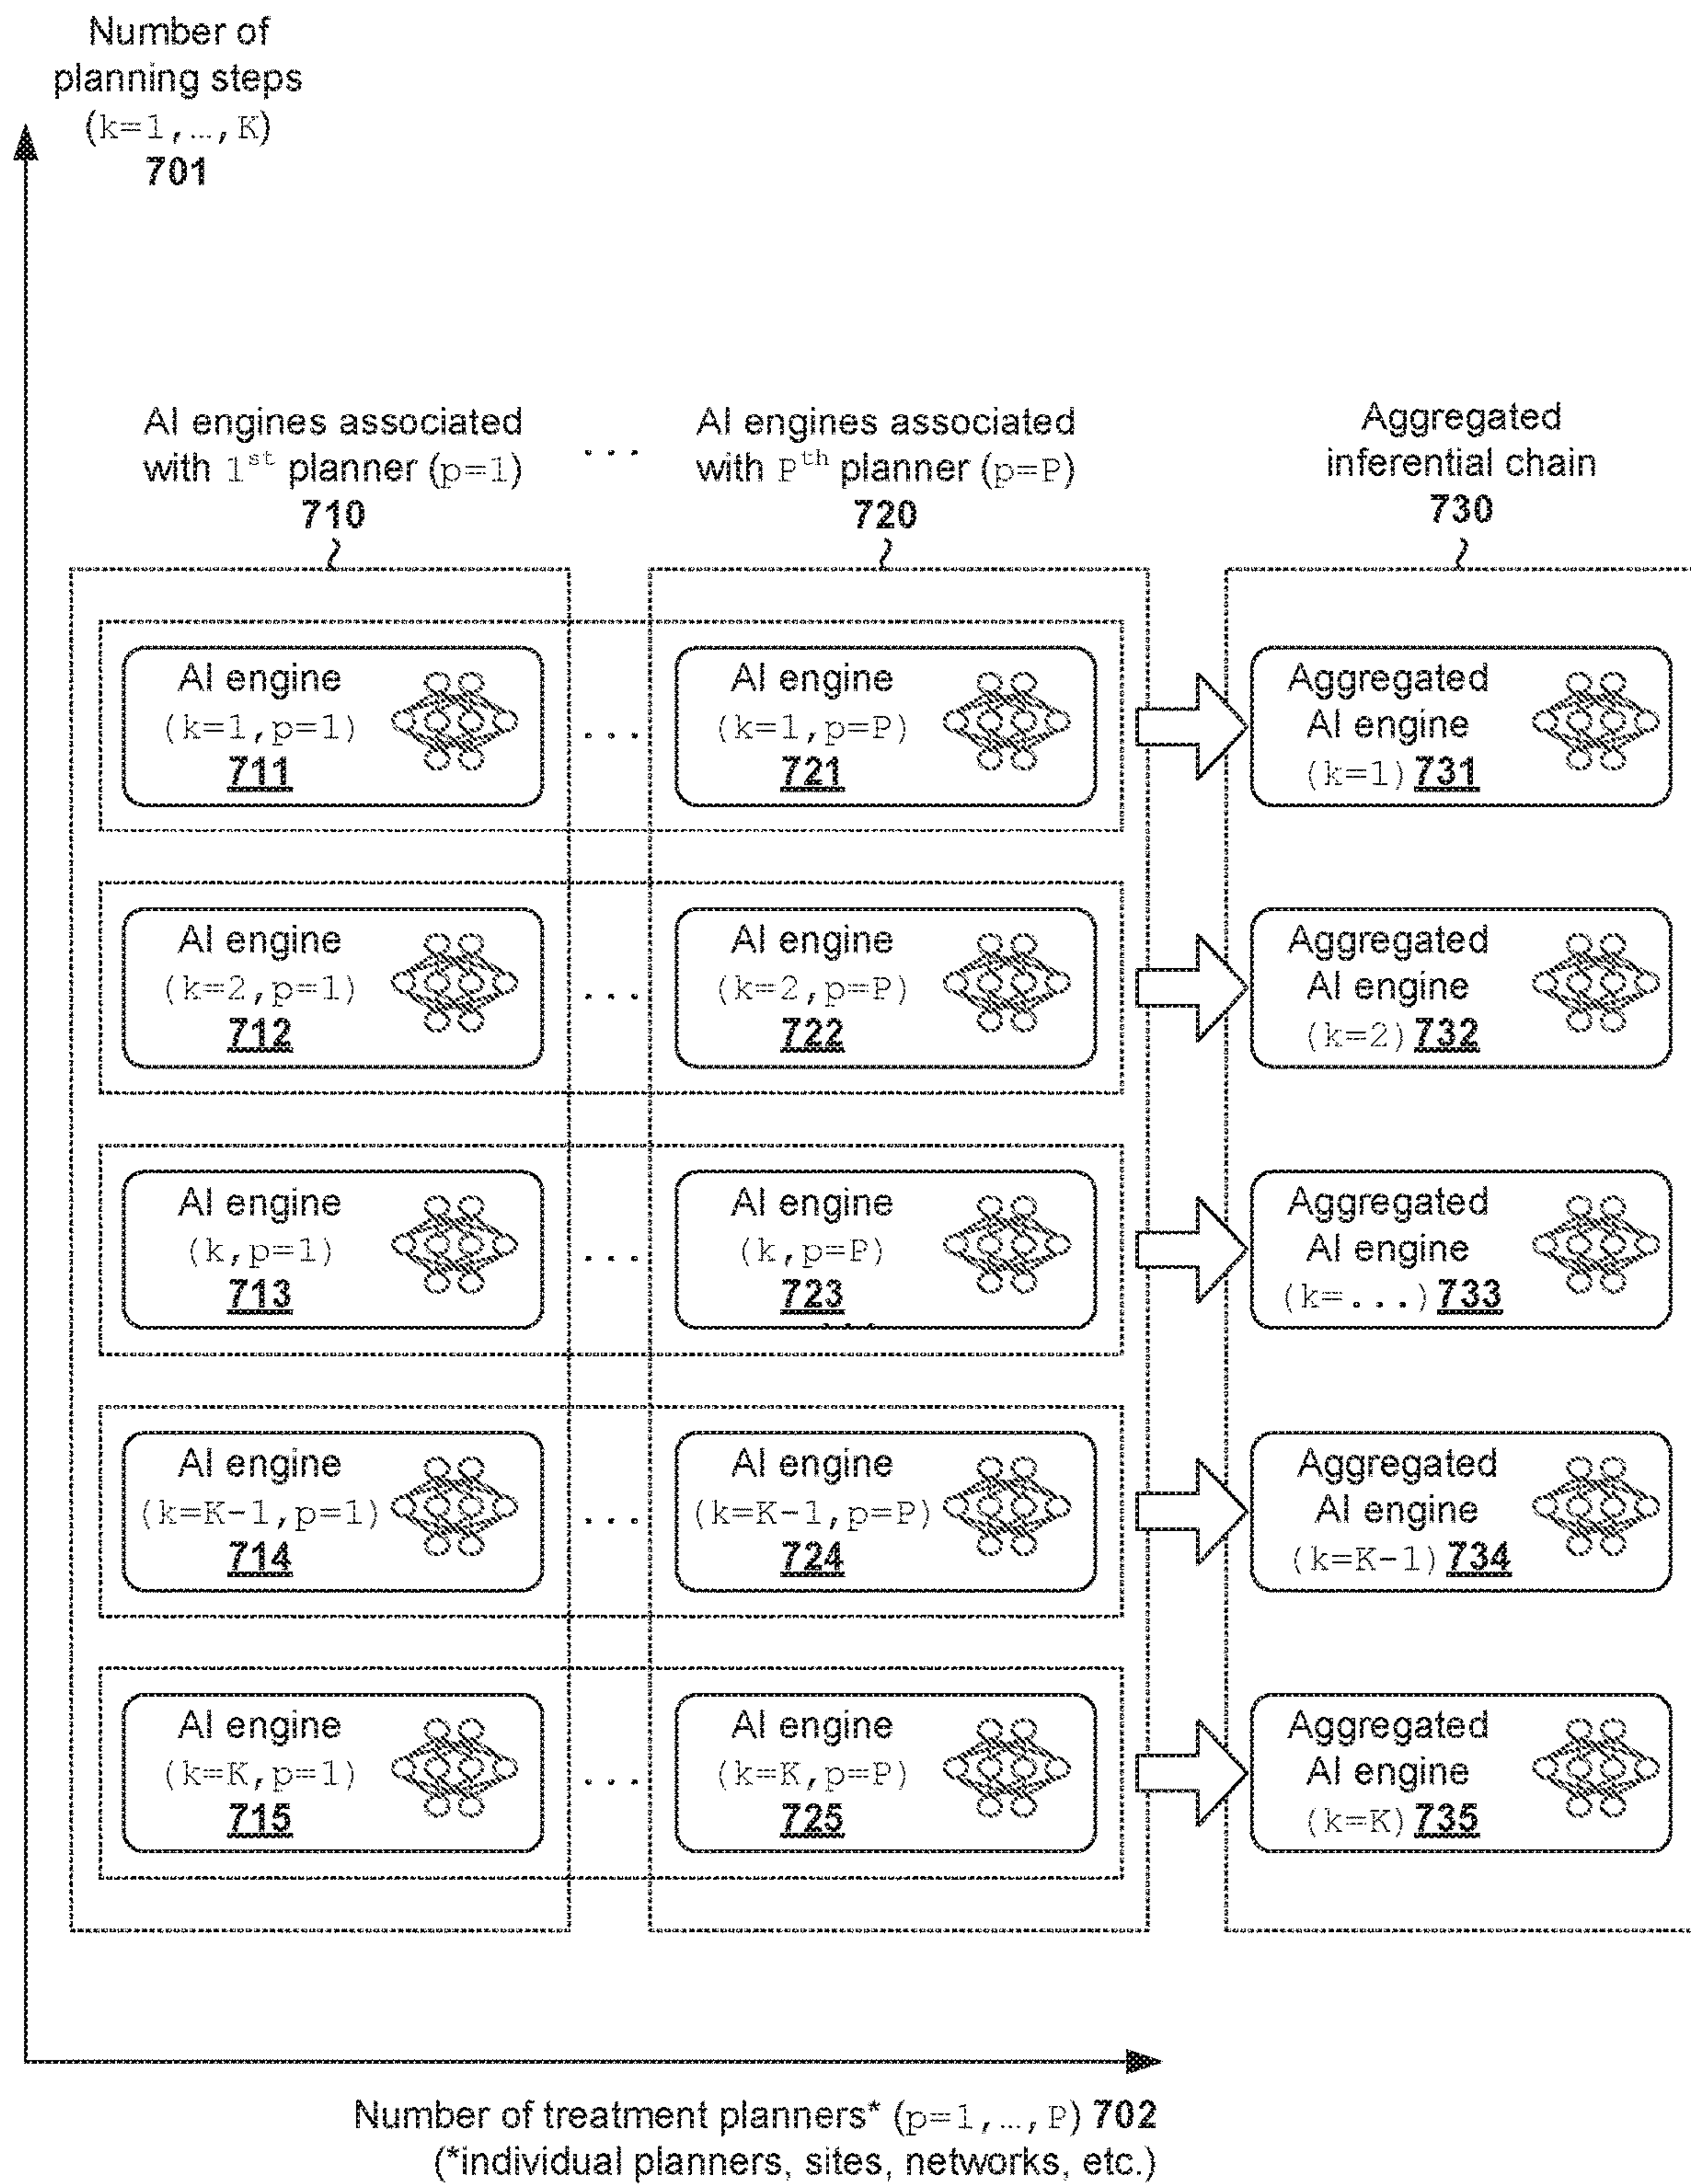 Number of
planning steps
(k=1,…,K)
701
AI engines associated
with 1st planner (p=1)
710
...
AI engines associated
with Pth planner (p=P)
720
Aggregated
inferential chain
730
AI engine
(k=1,p=1)
711
...
AI engine
(k=1,p=P)
721
Aggregated
AI engine
(k=1) 731
AI engine
(k=2,p=1)
712
...
AI engine
(k=2,p=P)
722
Aggregated
AI engine
(k=2) 732
AI engine
(k,p=1)
713
...
AI engine
(k,p=P)
723
...
Aggregated
AI engine
(k=...) 733
AI engine
(k=K-1,p=1)
714
...
AI engine
(k=K-1,p=P)
724
Aggregated
AI engine
(k=K-1) 734
AI engine
(k=K,p=1)
715
...
AI engine
(k=K,p=P)
725
Aggregated
AI engine
(k=K) 735
Number of treatment planners* (p=1,…,P) 702
(*individual planners, sites, networks, etc.)